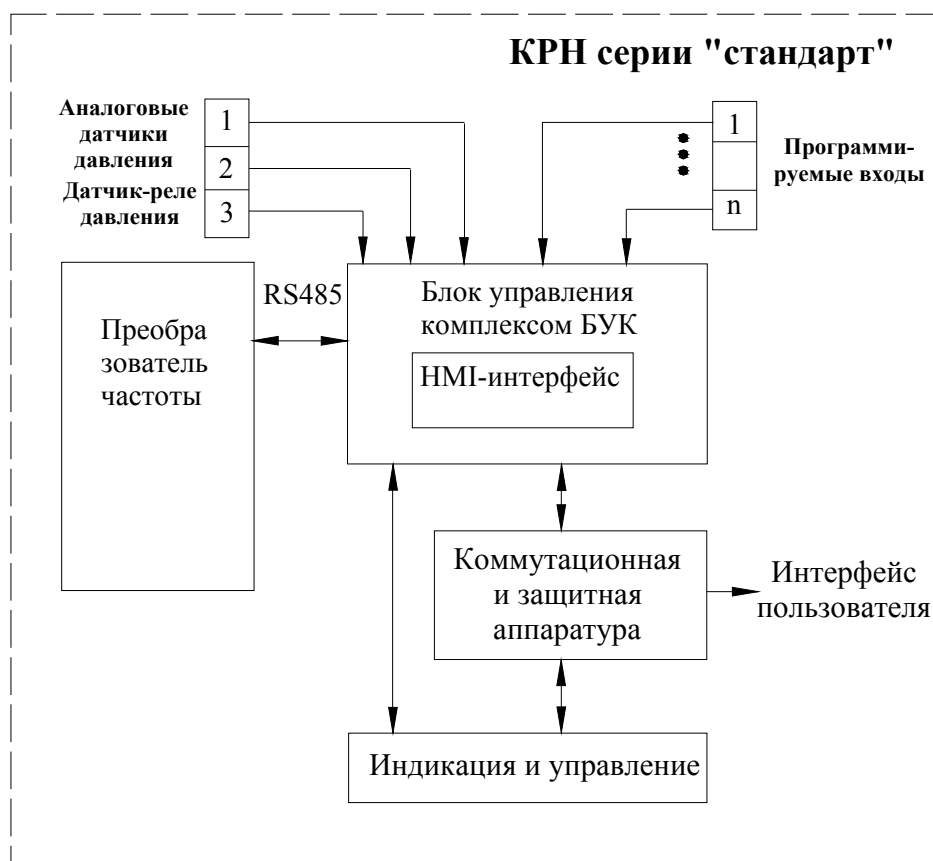 КРН серии "стандарт"
Аналоговые
датчики
давления
Датчик-реле
давления
1
2
3
1
n
Программи-
руемые входы
Преобра
зователь
частоты
RS485
Блок управления
комплексом БУК
HMI-интерфейс
Коммутационная
и защитная
аппаратура
Интерфейс
пользователя
Индикация и управление